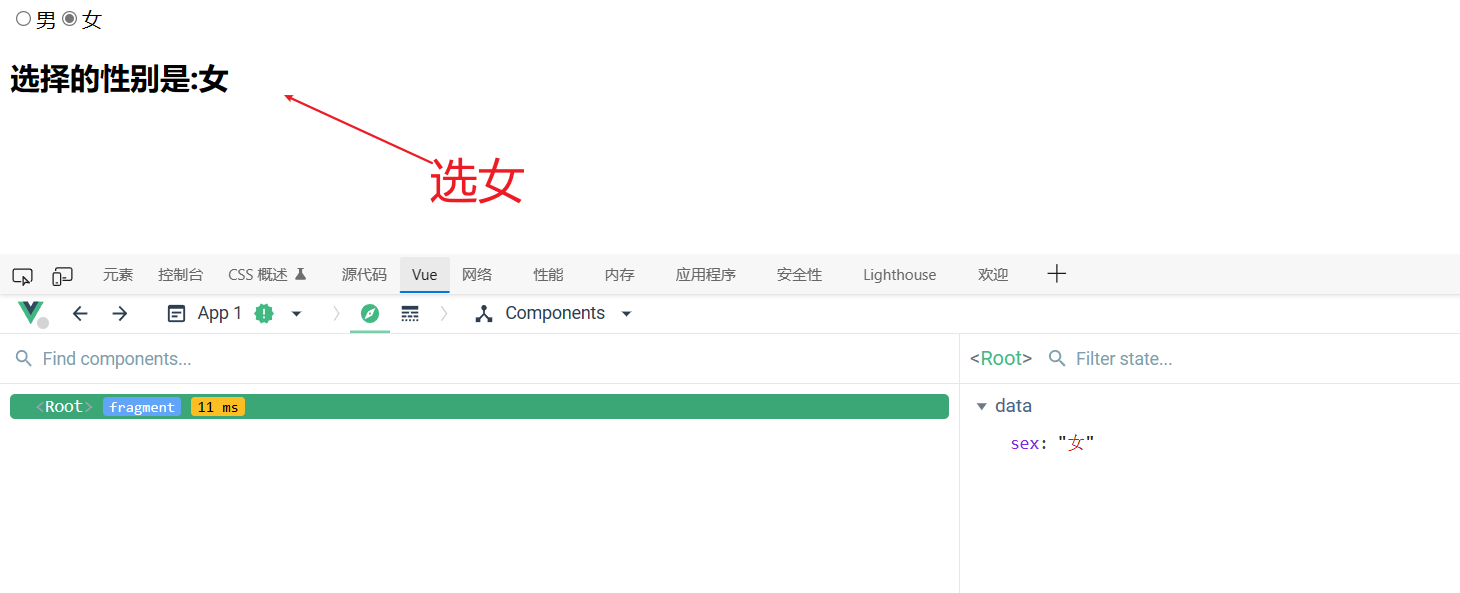 男 女
选择的性别是:女
选女
元素 控制台 CSS 概述 源代码 Vue 网络 性能 内存 应用程序 安全性 Lighthouse 欢迎
App 1 Components
Find components... <Root> Filter state...
<Root> fragment 11 ms data
sex: "女"